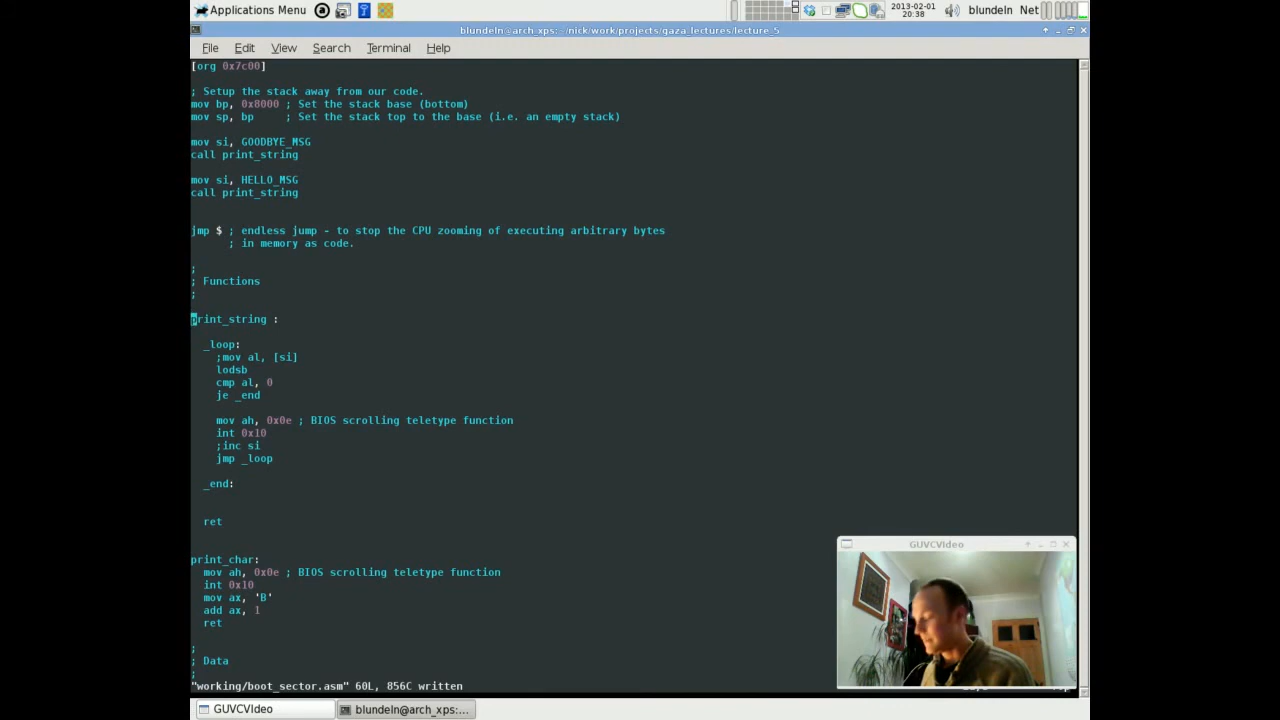 Applications Menu
2013-02-01
20:38
blundeln Net
blundeln@arch_xps: ~/nick/work/projects/gaza_lectures/lecture_5
File Edit View Search Terminal Help
[org 0x7c00]
; Setup the stack away from our code.
mov bp, 0x8000 ; Set the stack base (bottom)
mov sp, bp ; Set the stack top to the base (i.e. an empty stack)
mov si, GOODBYE_MSG
call print_string
mov si, HELLO_MSG
call print_string
jmp $ ; endless jump - to stop the CPU zooming of executing arbitrary bytes
; in memory as code.
;
; Functions
;
print_string :
_loop:
;mov al, [si]
lodsb
cmp al, 0
je _end
mov ah, 0x0e ; BIOS scrolling teletype function
int 0x10
;inc si
jmp _loop
_end:
ret
print_char:
mov ah, 0x0e ; BIOS scrolling teletype function
int 0x10
mov ax, 'B'
add ax, 1
ret
;
; Data
;
"working/boot_sector.asm" 60L, 856C written
GUVCVIdeo
GUVCVIdeo
blundeln@arch_xps:...